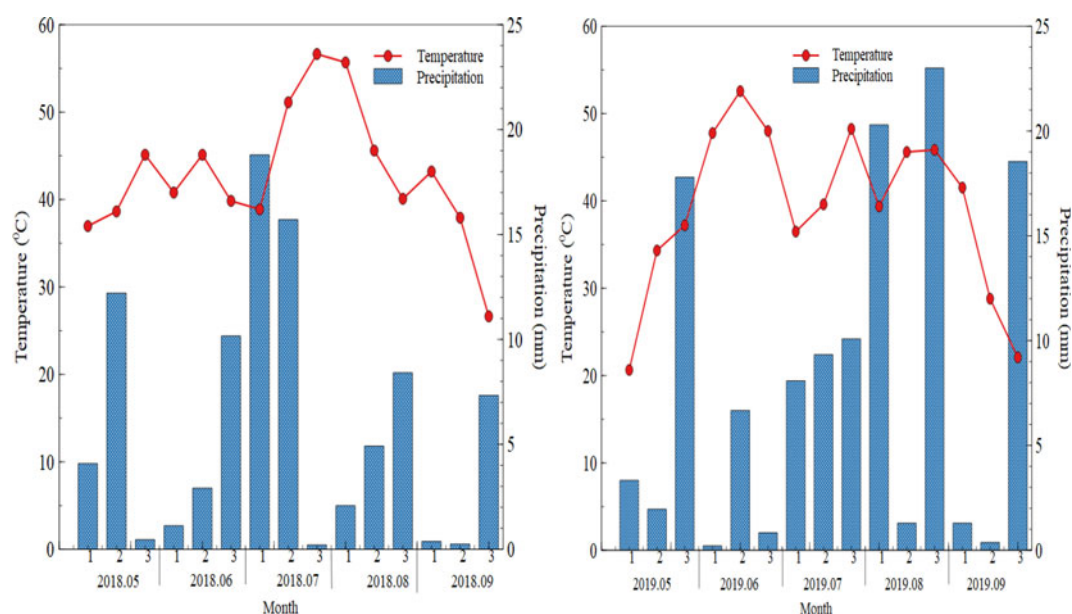 60
50
40
30
20
10
0
Temperature (°C)
25
20
15
10
5
0
Precipitation (mm)
Temperature
Precipitation
1 2 3 1 2 3 1 2 3 1 2 3 1 2 3
2018.05 2018.06 2018.07 2018.08 2018.09
Month
60
50
40
30
20
10
0
Temperature (°C)
25
20
15
10
5
0
Precipitation (mm)
Temperature
Precipitation
1 2 3 1 2 3 1 2 3 1 2 3 1 2 3
2019.05 2019.06 2019.07 2019.08 2019.09
Month